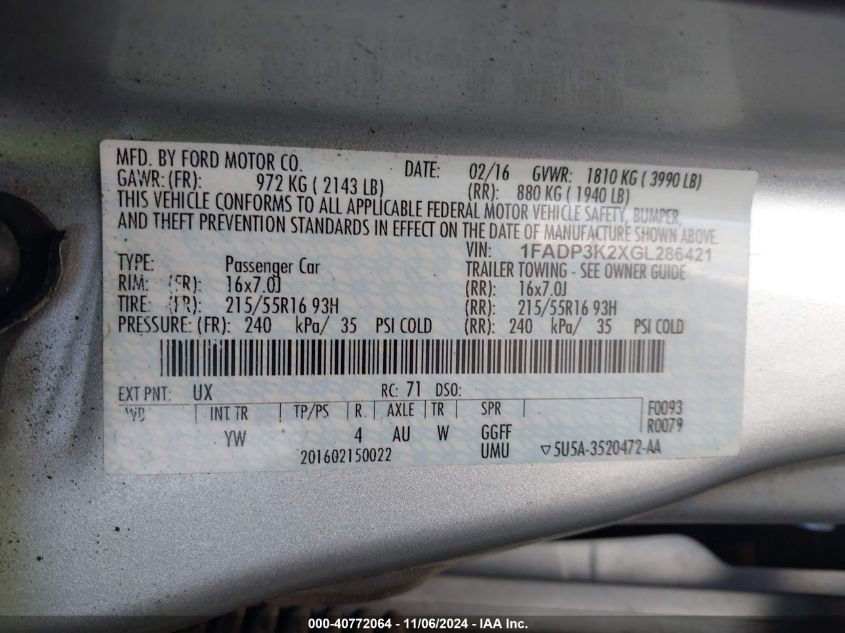 MFD. BY FORD MOTOR CO. DATE: 02/16 GVWR: 1810 KG ( 3990 LB)
GAWR: (FR): 972 KG ( 2143 LB) (RR): 880 KG ( 1940 LB)
THIS VEHICLE CONFORMS TO ALL APPLICABLE FEDERAL MOTOR VEHICLE SAFETY, BUMPER,
AND THEFT PREVENTION STANDARDS IN EFFECT ON THE DATE OF MANUFACTURE SHOWN ABOVE.
VIN: 1FADP3K2XGL286421
TYPE: Passenger Car TRAILER TOWING - SEE OWNER GUIDE
RIM: (FR): 16x7.0J (RR): 16x7.0J
TIRE: (FR): 215/55R16 93H (RR): 215/55R16 93H
PRESSURE: (FR): 240 kPa/ 35 PSI COLD (RR): 240 kPa/ 35 PSI COLD
EXT PNT: UX RC: 71 DSO:
WB INT TR TP/PS R AXLE TR SPR F0093
YW 4 AU W GGFF R0079
201602150022 UMU ▽5U5A-3520472-AA
000-40772064 - 11/06/2024 - IAA Inc.